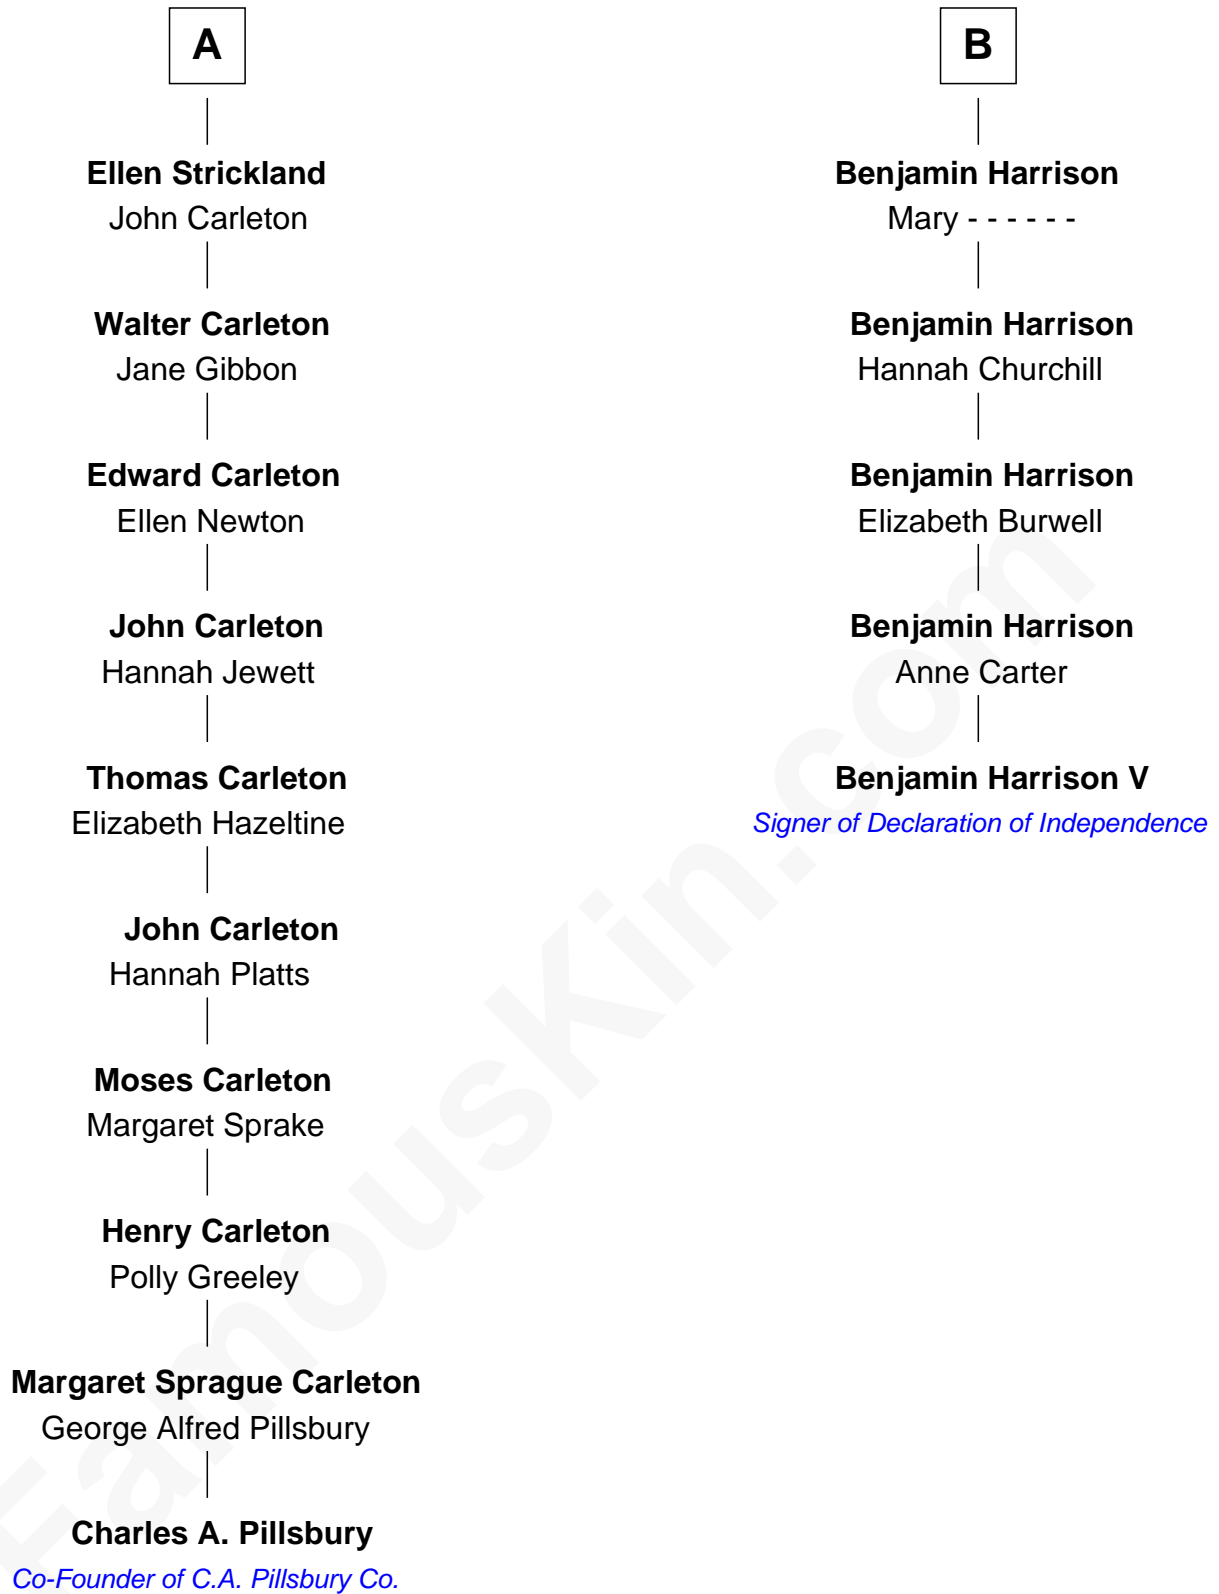 A
Ellen Strickland
John Carleton
Walter Carleton
Jane Gibbon
Edward Carleton
Ellen Newton
John Carleton
Hannah Jewett
Thomas Carleton
Elizabeth Hazeltine
John Carleton
Hannah Platts
Moses Carleton
Margaret Sprake
Henry Carleton
Polly Greeley
Margaret Sprague Carleton
George Alfred Pillsbury
Charles A. Pillsbury
Co-Founder of C.A. Pillsbury Co.
B
Benjamin Harrison
Mary - - - - - -
Benjamin Harrison
Hannah Churchill
Benjamin Harrison
Elizabeth Burwell
Benjamin Harrison
Anne Carter
Benjamin Harrison V
Signer of Declaration of Independence
FamousKin.com